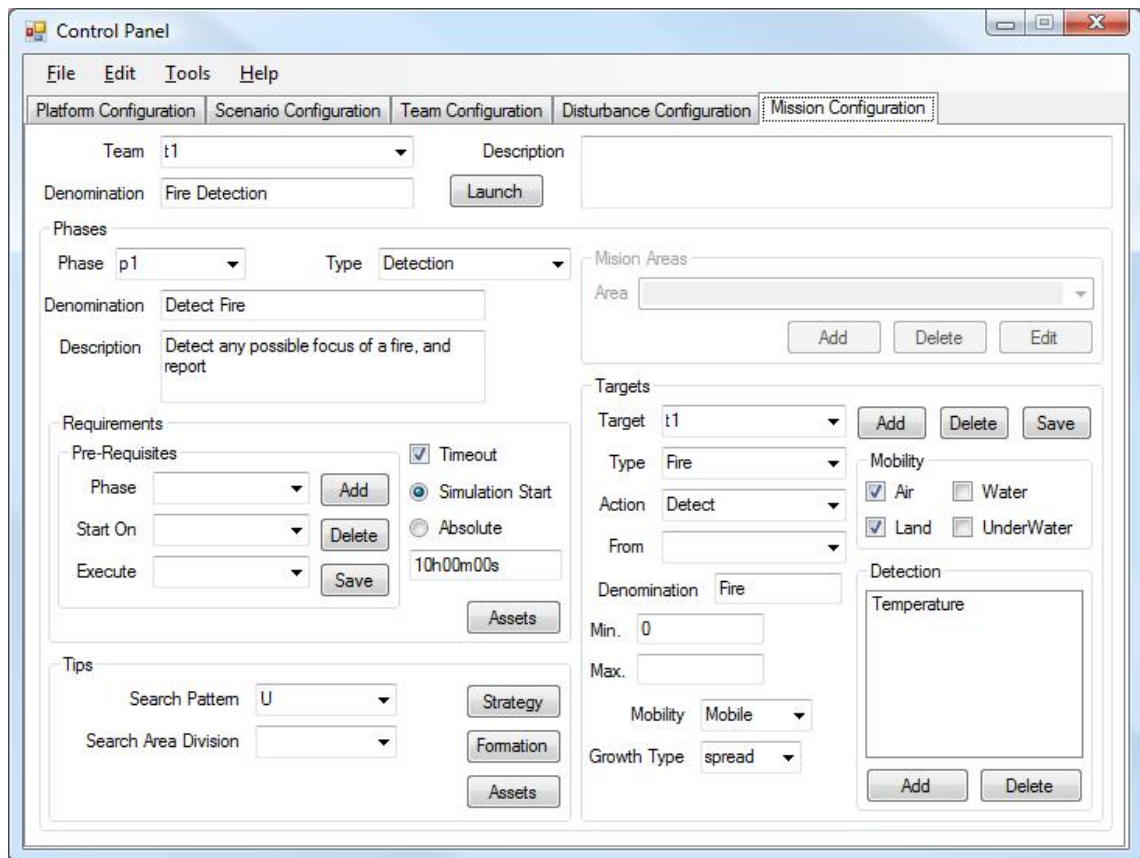 Control Panel
File Edit Tools Help
Platform Configuration Scenario Configuration Team Configuration Disturbance Configuration Mission Configuration
Team t1 Description
Denomination Fire Detection Launch
Phases
Phase p1 Type Detection
Denomination Detect Fire
Description Detect any possible focus of a fire, and
report
Requirements
Pre-Requisites
Phase Add
Start On Delete
Execute Save
Timeout
Simulation Start
Absolute
10h00m00s
Assets
Tips
Search Pattern U Strategy
Search Area Division Formation
Assets
Mision Areas
Area
Add Delete Edit
Targets
Target t1 Add Delete Save
Type Fire
Action Detect
From
Denomination Fire
Min. 0
Max.
Mobility Mobile
Growth Type spread
Mobility
Air Water
Land UnderWater
Detection
Temperature
Add Delete